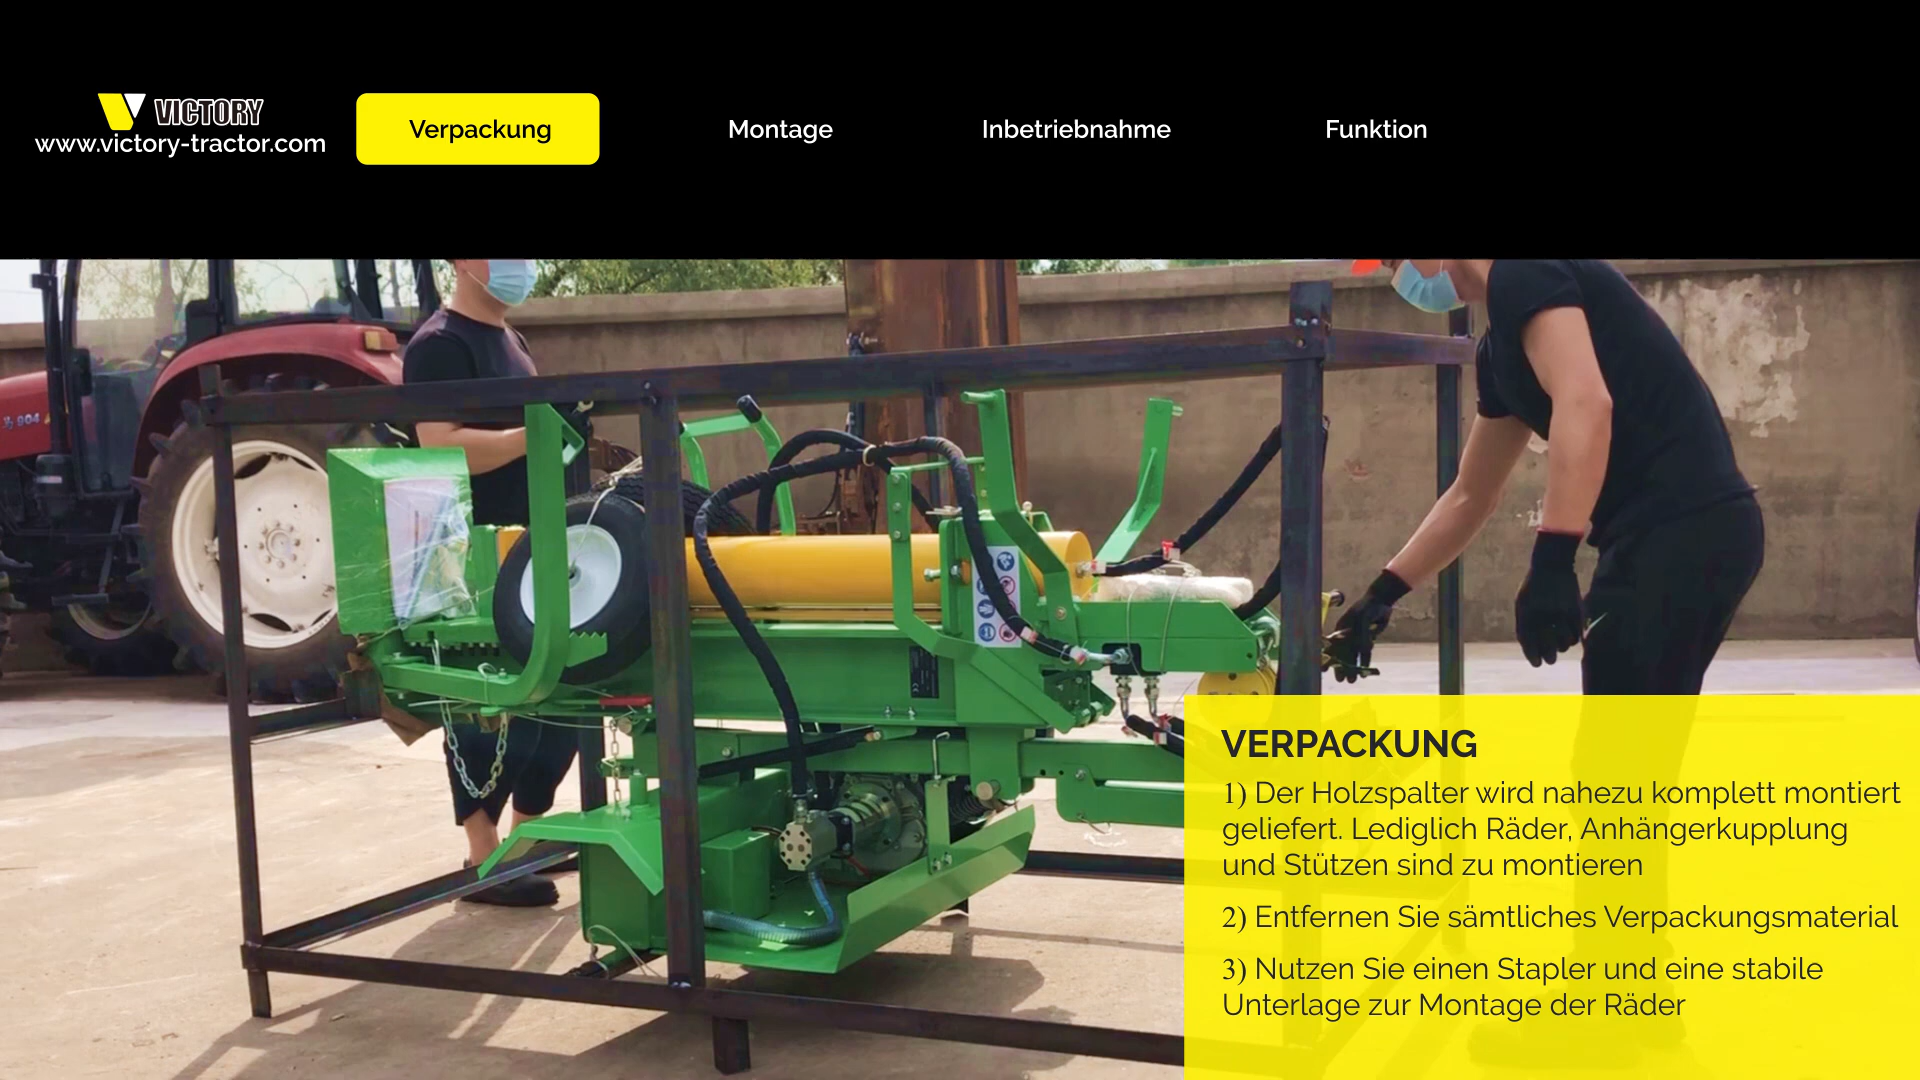 VICTORY
www.victory-tractor.com
Verpackung
Montage
Inbetriebnahme
Funktion
904
VERPACKUNG
1) Der Holzspalter wird nahezu komplett montiert
geliefert. Lediglich Räder, Anhängerkupplung
und Stützen sind zu montieren
2) Entfernen Sie sämtliches Verpackungsmaterial
3) Nutzen Sie einen Stapler und eine stabile
Unterlage zur Montage der Räder